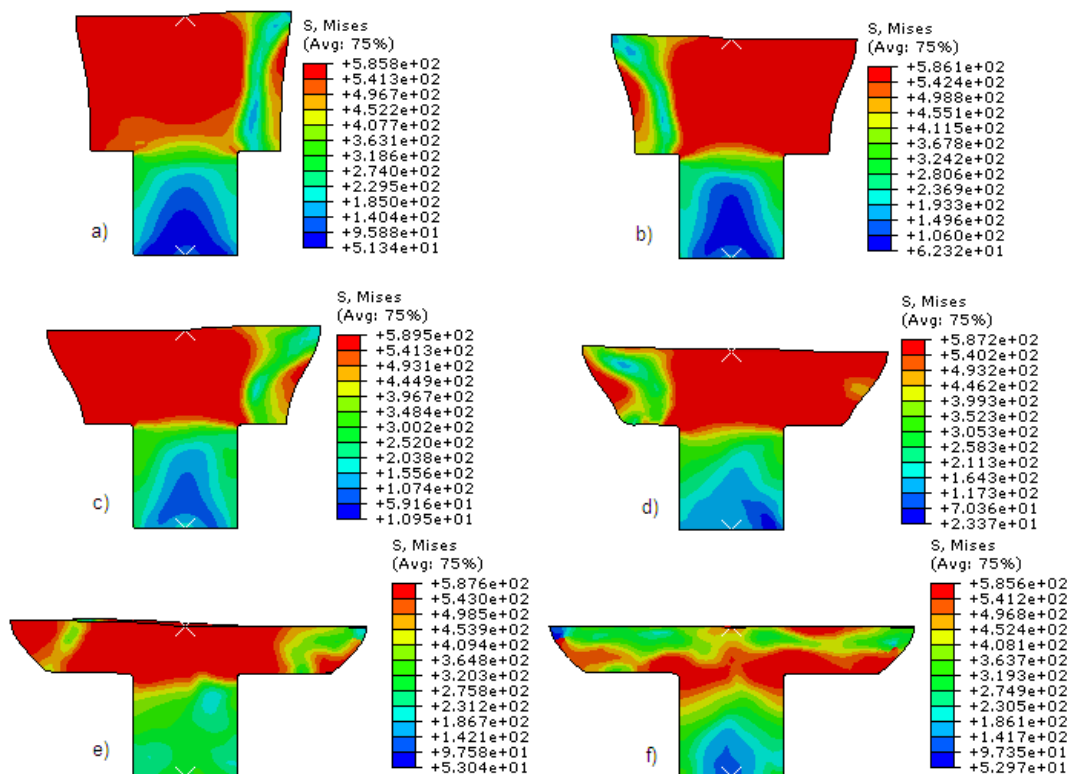 S, Mises
(Avg: 75%)
+5.858e+02
+5.413e+02
+4.967e+02
+4.522e+02
+4.077e+02
+3.631e+02
+3.186e+02
+2.740e+02
+2.295e+02
+1.850e+02
+1.404e+02
+9.588e+01
+5.134e+01
a)
S, Mises
(Avg: 75%)
+5.861e+02
+5.424e+02
+4.988e+02
+4.551e+02
+4.115e+02
+3.678e+02
+3.242e+02
+2.806e+02
+2.369e+02
+1.933e+02
+1.496e+02
+1.060e+02
+6.232e+01
b)
S, Mises
(Avg: 75%)
+5.895e+02
+5.413e+02
+4.931e+02
+4.449e+02
+3.967e+02
+3.484e+02
+3.002e+02
+2.520e+02
+2.038e+02
+1.556e+02
+1.074e+02
+5.916e+01
+1.095e+01
c)
S, Mises
(Avg: 75%)
+5.872e+02
+5.402e+02
+4.932e+02
+4.462e+02
+3.993e+02
+3.523e+02
+3.053e+02
+2.583e+02
+2.113e+02
+1.643e+02
+1.173e+02
+7.036e+01
+2.337e+01
d)
S, Mises
(Avg: 75%)
+5.876e+02
+5.430e+02
+4.985e+02
+4.539e+02
+4.094e+02
+3.648e+02
+3.203e+02
+2.758e+02
+2.312e+02
+1.867e+02
+1.421e+02
+9.758e+01
+5.304e+01
e)
S, Mises
(Avg: 75%)
+5.856e+02
+5.412e+02
+4.968e+02
+4.524e+02
+4.081e+02
+3.637e+02
+3.193e+02
+2.749e+02
+2.305e+02
+1.861e+02
+1.417e+02
+9.735e+01
+5.297e+01
f)